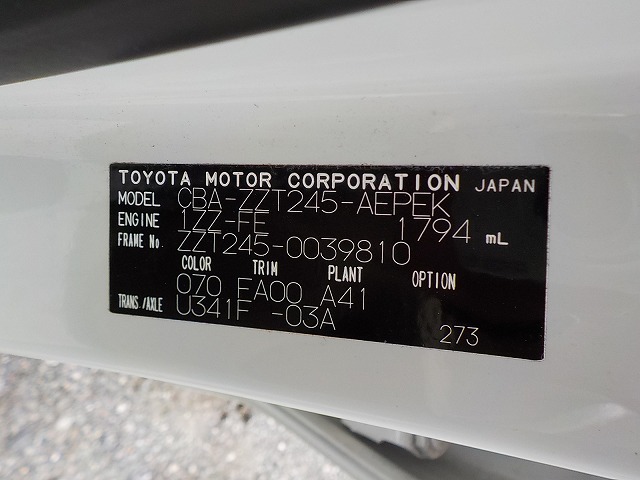 TOYOTA MOTOR CORPORATION JAPAN
MODEL CBA-ZZT245-AEPEK
ENGINE 1ZZ-FE 1794 mL
FRAME No ZZT245-0039810
COLOR TRIM PLANT OPTION
070 FA00 A41
TRANS./AXLE U341F -03A
273